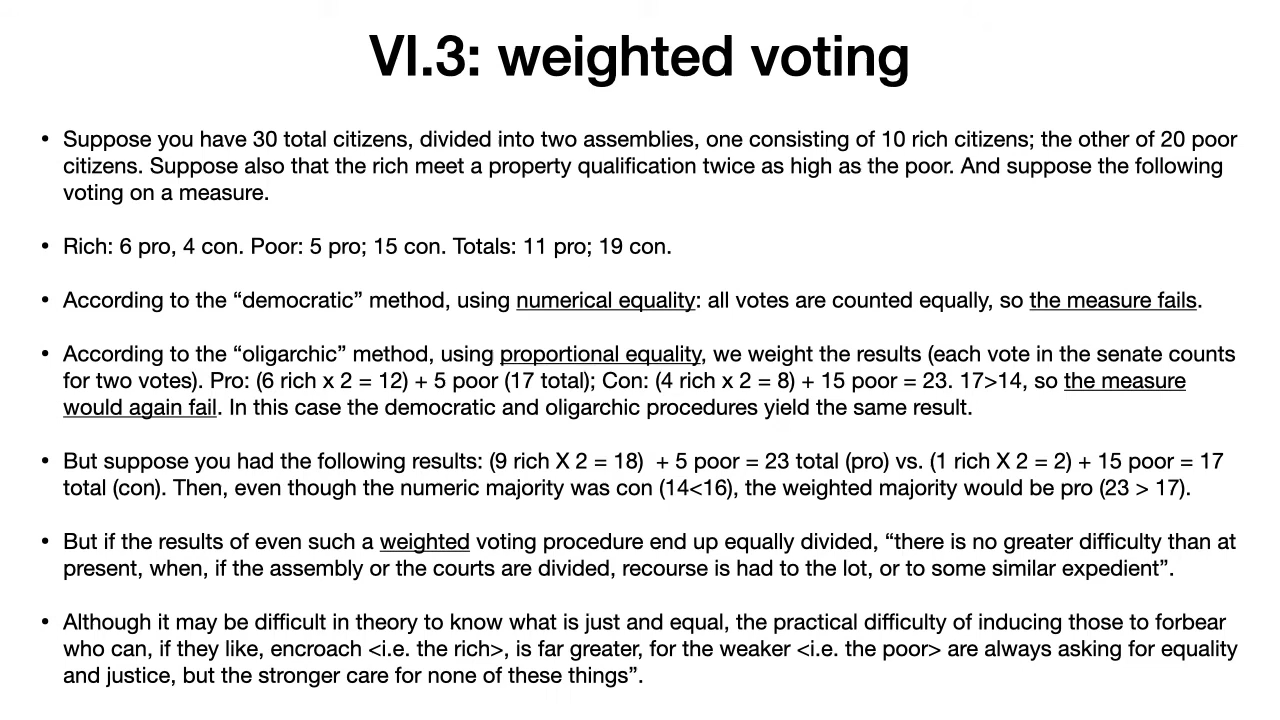 VI.3: weighted voting
• Suppose you have 30 total citizens, divided into two assemblies, one consisting of 10 rich citizens; the other of 20 poor
citizens. Suppose also that the rich meet a property qualification twice as high as the poor. And suppose the following
voting on a measure.
• Rich: 6 pro, 4 con. Poor: 5 pro; 15 con. Totals: 11 pro; 19 con.
• According to the “democratic” method, using numerical equality: all votes are counted equally, so the measure fails.
• According to the “oligarchic” method, using proportional equality, we weight the results (each vote in the senate counts
for two votes). Pro: (6 rich x 2 = 12) + 5 poor (17 total); Con: (4 rich x 2 = 8) + 15 poor = 23. 17>14, so the measure
would again fail. In this case the democratic and oligarchic procedures yield the same result.
• But suppose you had the following results: (9 rich X 2 = 18)  + 5 poor = 23 total (pro) vs. (1 rich X 2 = 2) + 15 poor = 17
total (con). Then, even though the numeric majority was con (14<16), the weighted majority would be pro (23 > 17).
• But if the results of even such a weighted voting procedure end up equally divided, “there is no greater difficulty than at
present, when, if the assembly or the courts are divided, recourse is had to the lot, or to some similar expedient”.
• Although it may be difficult in theory to know what is just and equal, the practical difficulty of inducing those to forbear
who can, if they like, encroach <i.e. the rich>, is far greater, for the weaker <i.e. the poor> are always asking for equality
and justice, but the stronger care for none of these things”.